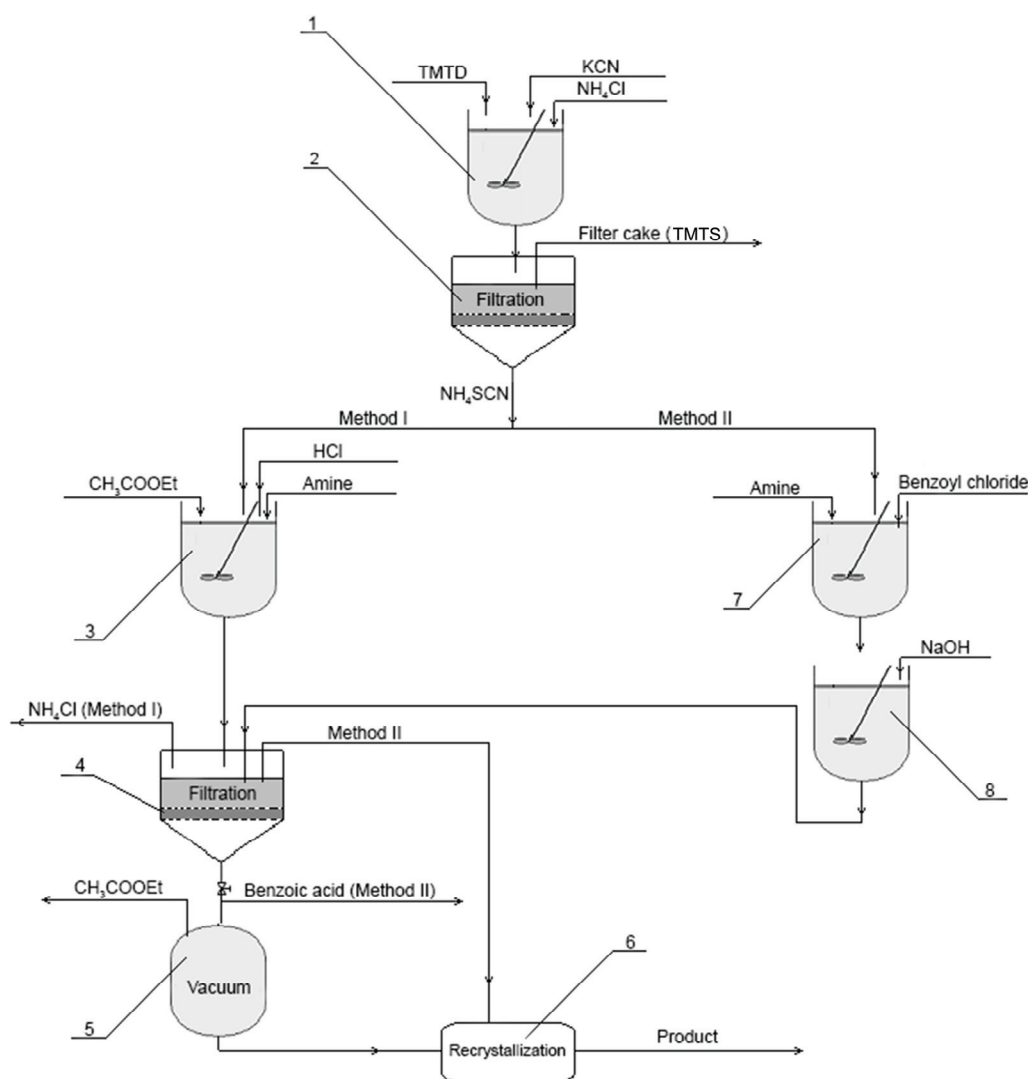 1
TMTD
KCN
NH₄Cl
2
Filter cake (TMTS)
Filtration
NH₄SCN
Method I
Method II
HCl
CH₃COOEt
Amine
Amine
Benzoyl chloride
3
7
NaOH
NH₄Cl (Method I)
Method II
4
Filtration
8
CH₃COOEt
Benzoic acid (Method II)
6
Vacuum
5
Recrystallization
Product